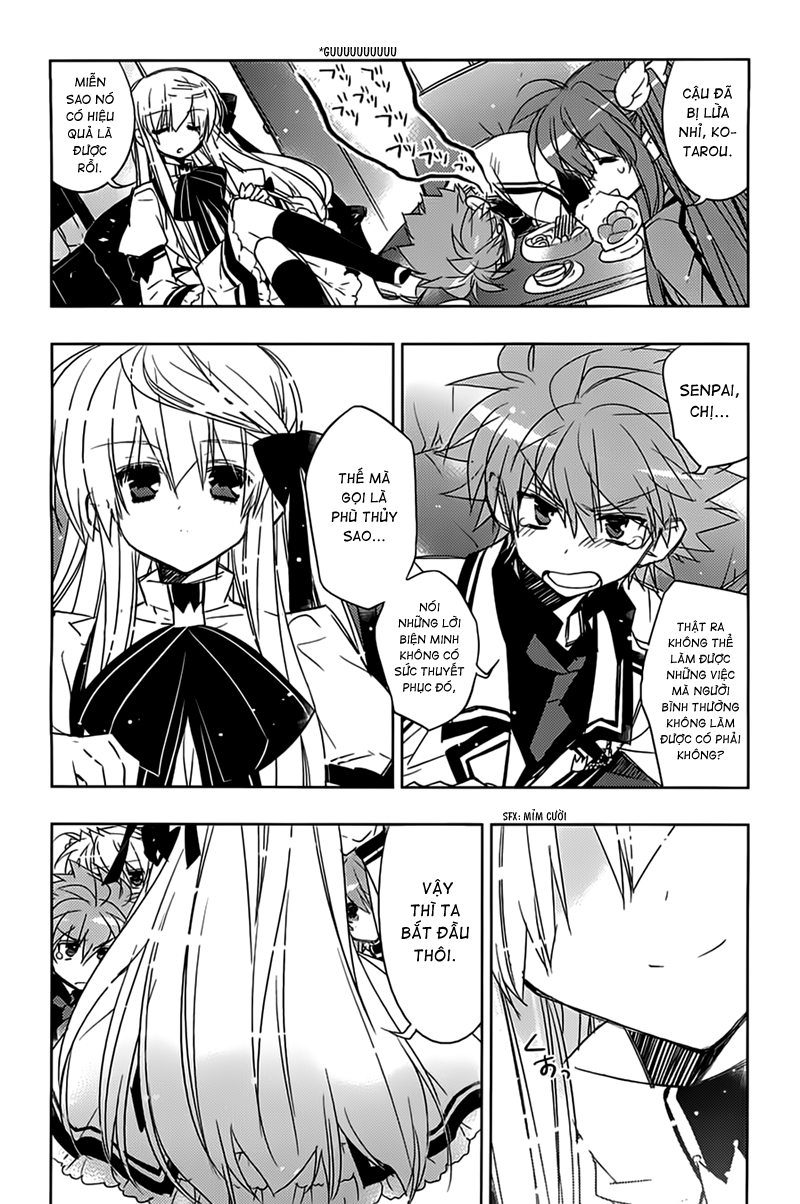 *GUUUUUUUUUU
CẬU ĐÃ
BỊ LỪA
NHỈ, KO-
TAROU.
MIỄN
SAO NÓ
CÓ HIỆU
QUẢ LÀ
ĐƯỢC
RỒI.
SENPAI,
CHỊ...
THẬT RA
KHÔNG THỂ
LÀM ĐƯỢC
NHỮNG VIỆC
MÀ NGƯỜI
BÌNH THƯỜNG
KHÔNG LÀM
ĐƯỢC CÓ PHẢI
KHÔNG?
THẾ MÀ
GỌI LÀ
PHÙ THỦY
SAO...
NÓI
NHỮNG LỜI
BIỆN MINH
KHÔNG CÓ
SỨC THUYẾT
PHỤC ĐÓ,
SFX: MỈM CƯỜI
VẬY
THÌ TA
BẮT ĐẦU
THÔI.